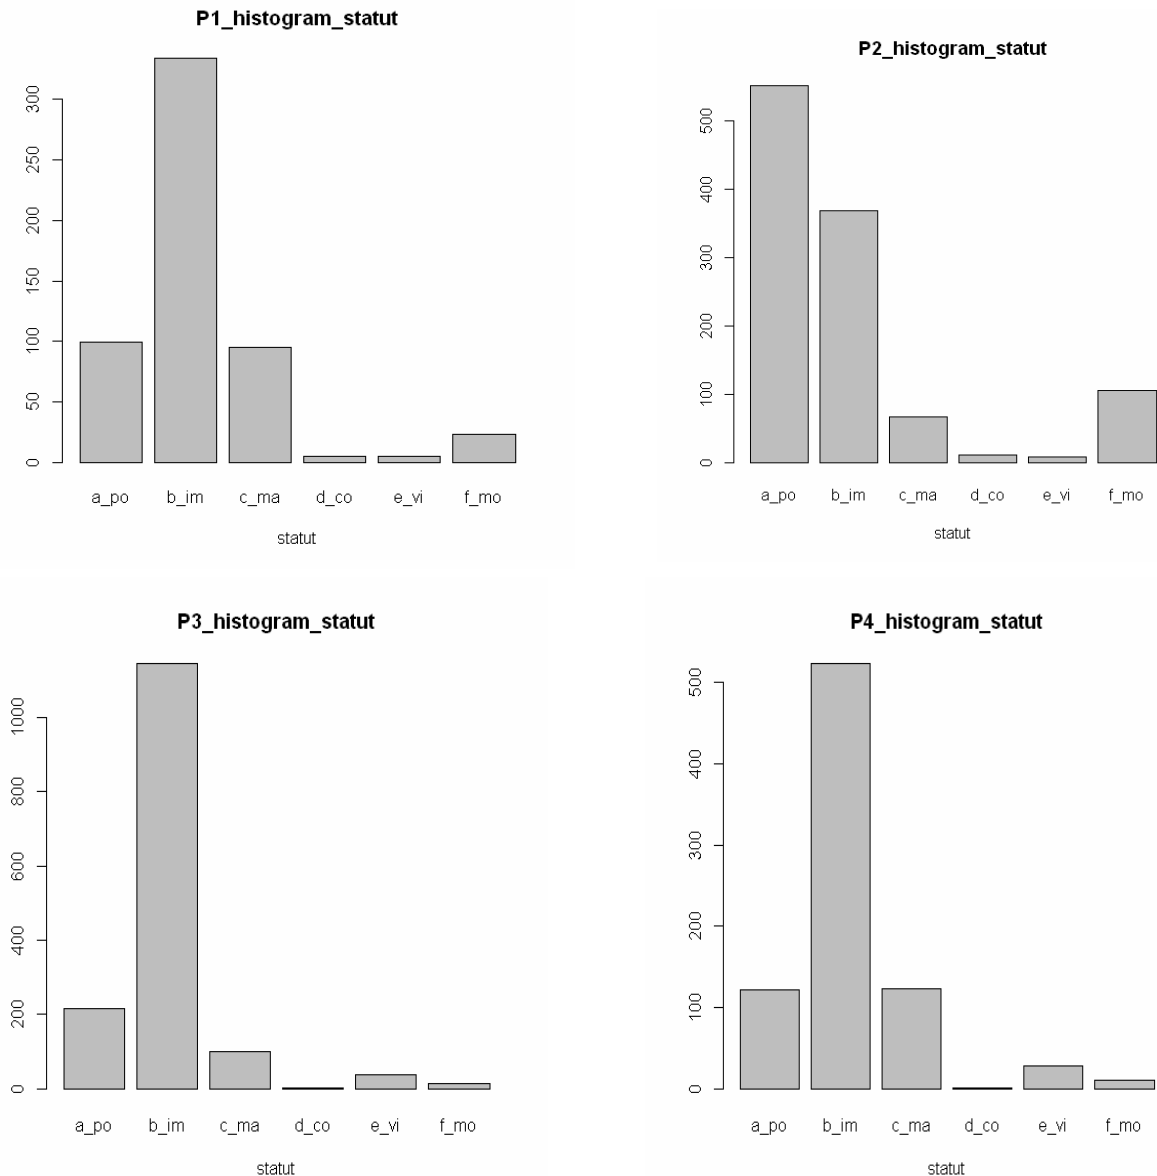 P1_histogram_statut
300
250
200
150
100
50
0
a_po b_im c_ma d_co e_vi f_mo
statut
P2_histogram_statut
500
400
300
200
100
0
a_po b_im c_ma d_co e_vi f_mo
statut
P3_histogram_statut
1000
800
600
400
200
0
a_po b_im c_ma d_co e_vi f_mo
statut
P4_histogram_statut
500
400
300
200
100
0
a_po b_im c_ma d_co e_vi f_mo
statut